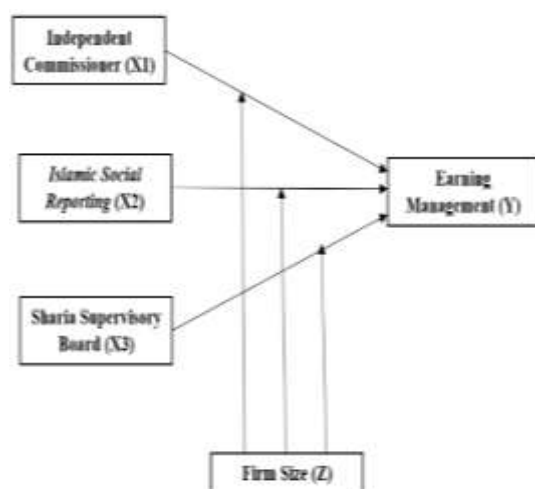 Independent
Commissioner (X1)
Islamic Social
Reporting (X2)
Earning
Management (Y)
Sharia Supervisory
Board (X3)
Firm Size (Z)